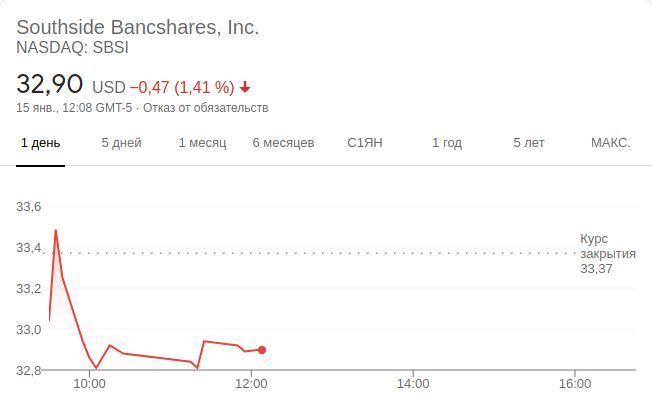 Southside Bancshares, Inc.
NASDAQ: SBSI
32,90 USD −0,47 (1,41 %)
15 янв., 12:08 GMT-5 · Отказ от обязательств
1 день 5 дней 1 месяц 6 месяцев С1ЯН 1 год 5 лет МАКС.
33,6
33,4
33,2
33,0
32,8
Курс
закрытия
33,37
10:00 12:00 14:00 16:00